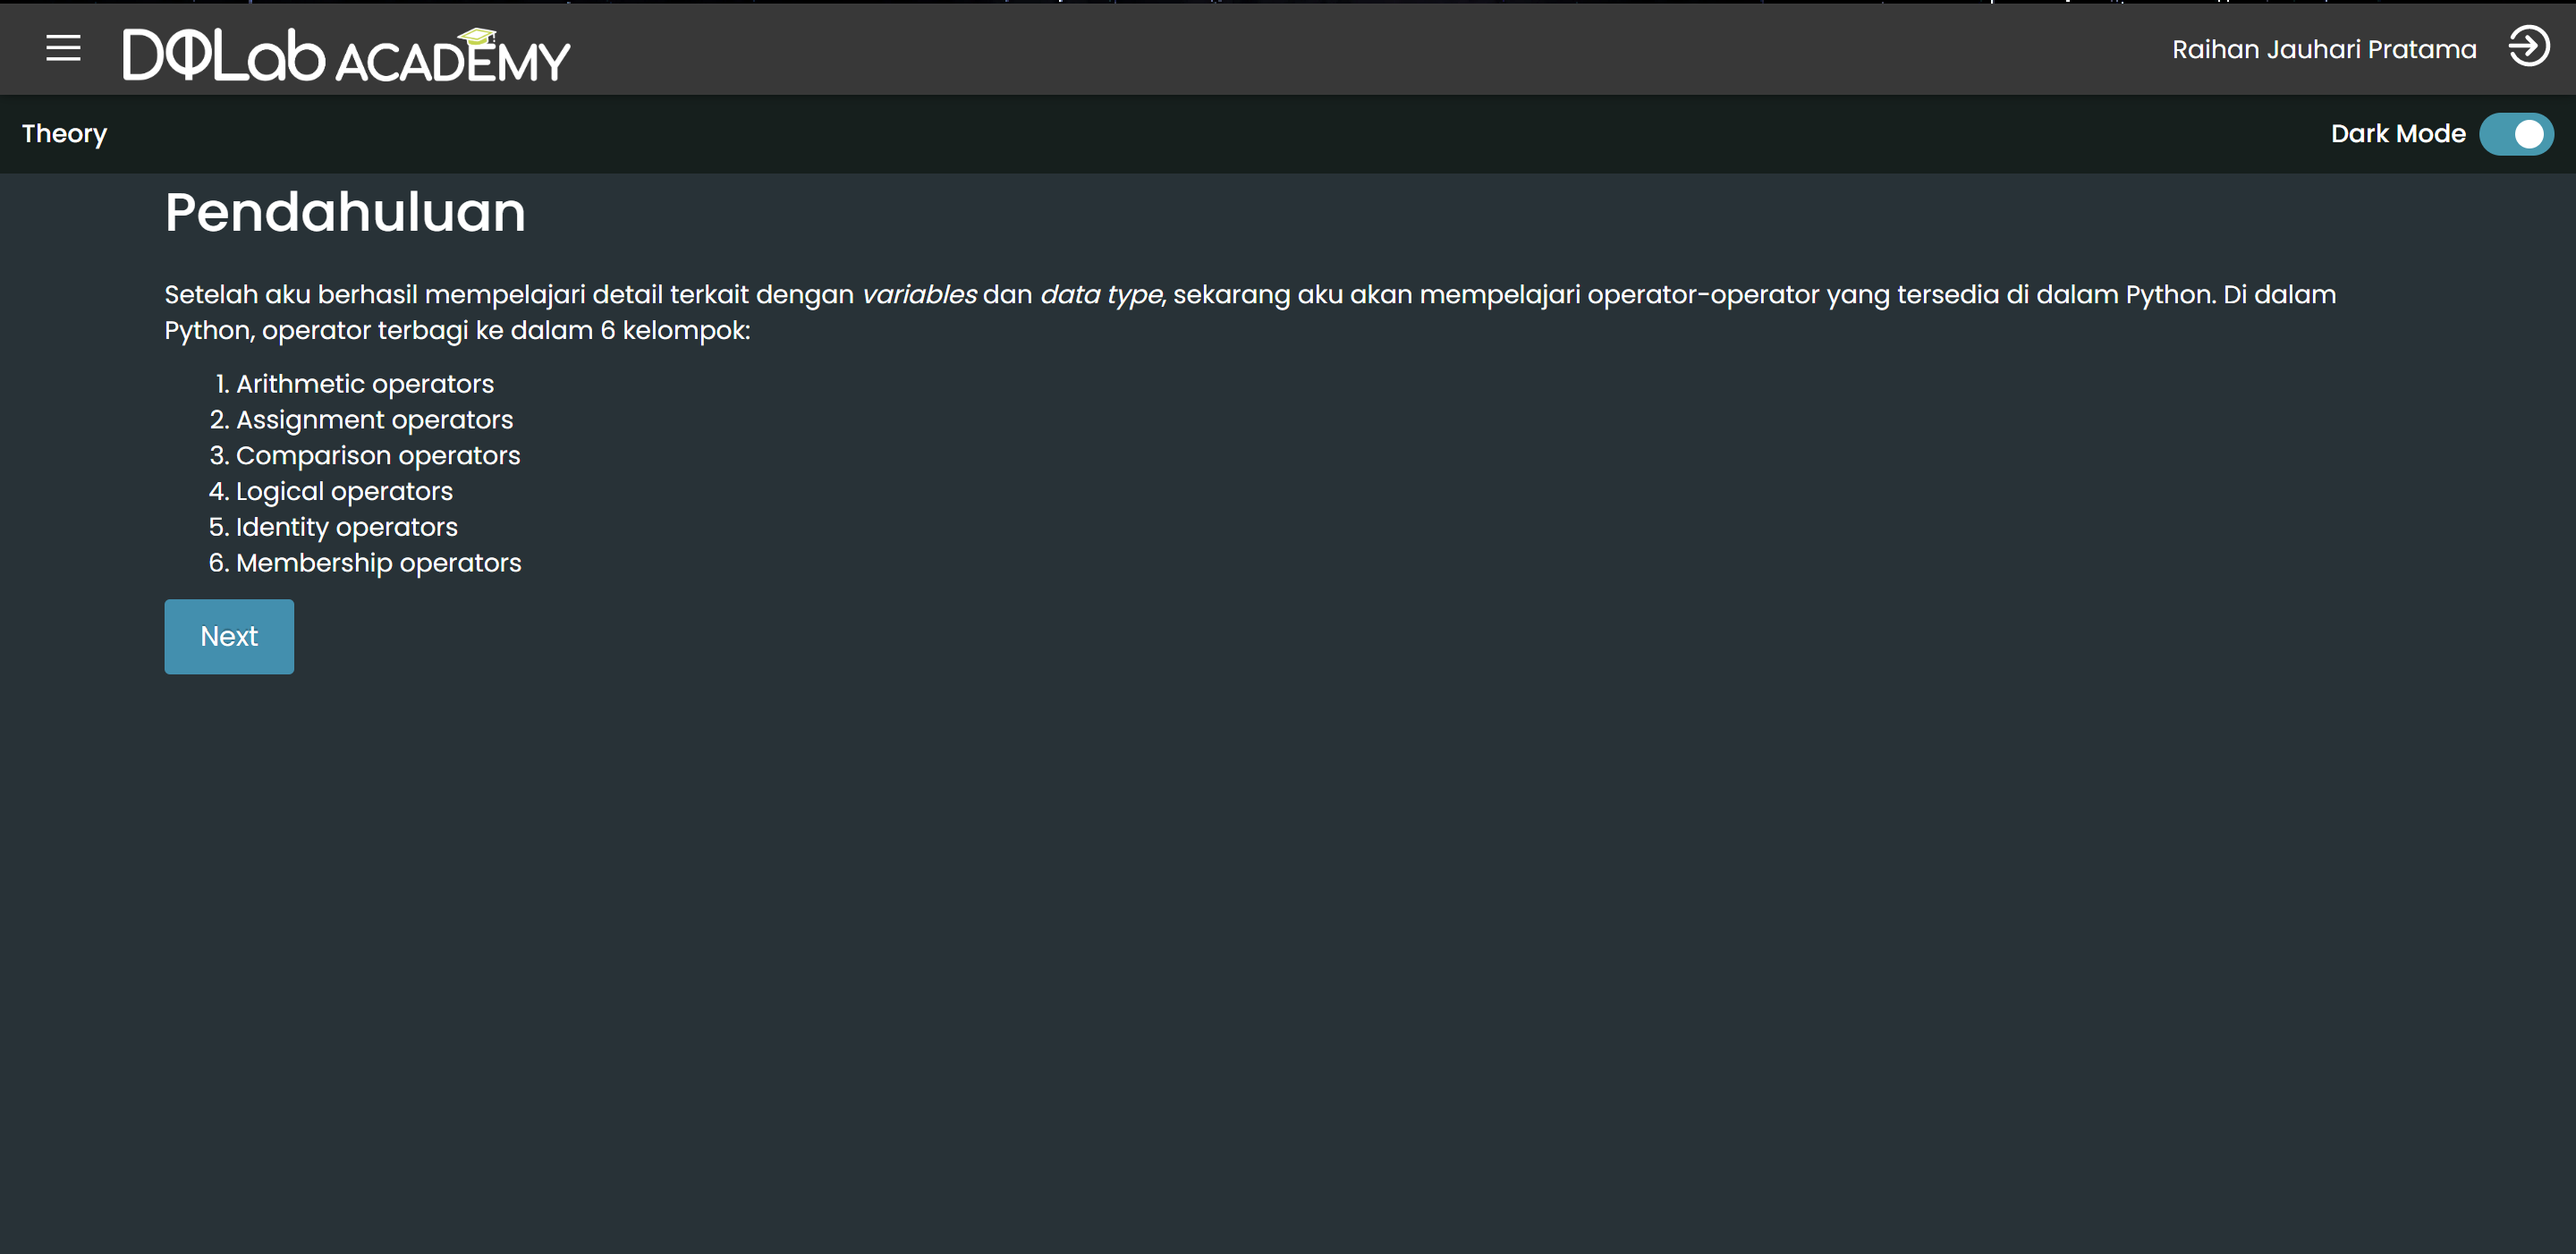 DQLab ACADEMY
Raihan Jauhari Pratama
Theory
Dark Mode
Pendahuluan
Setelah aku berhasil mempelajari detail terkait dengan variables dan data type, sekarang aku akan mempelajari operator-operator yang tersedia di dalam Python. Di dalam
Python, operator terbagi ke dalam 6 kelompok:
1. Arithmetic operators
2. Assignment operators
3. Comparison operators
4. Logical operators
5. Identity operators
6. Membership operators
Next